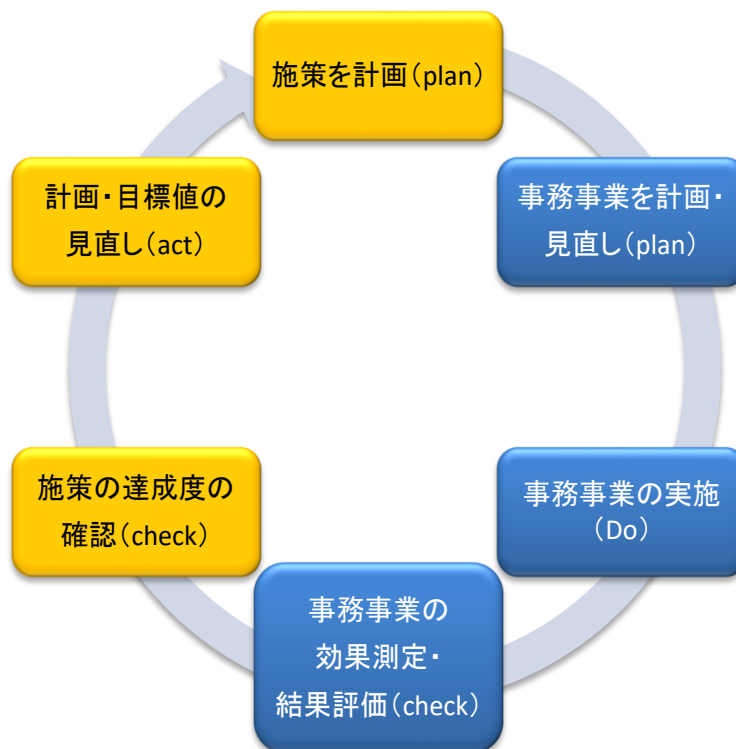 施策を計画(plan)
事務事業を計画・
見直し(plan)
事務事業の実施
(Do)
事務事業の
効果測定・
結果評価(check)
施策の達成度の
確認(check)
計画・目標値の
見直し(act)